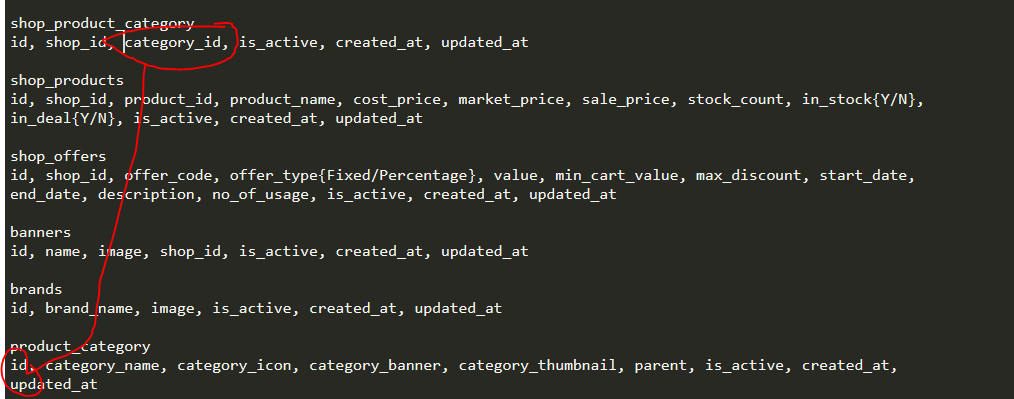 shop_product_category
id, shop_id, category_id, is_active, created_at, updated_at
shop_products
id, shop_id, product_id, product_name, cost_price, market_price, sale_price, stock_count, in_stock{Y/N},
in_deal{Y/N}, is_active, created_at, updated_at
shop_offers
id, shop_id, offer_code, offer_type{Fixed/Percentage}, value, min_cart_value, max_discount, start_date,
end_date, description, no_of_usage, is_active, created_at, updated_at
banners
id, name, image, shop_id, is_active, created_at, updated_at
brands
id, brand_name, image, is_active, created_at, updated_at
product_category
id, category_name, category_icon, category_banner, category_thumbnail, parent, is_active, created_at,
updated_at